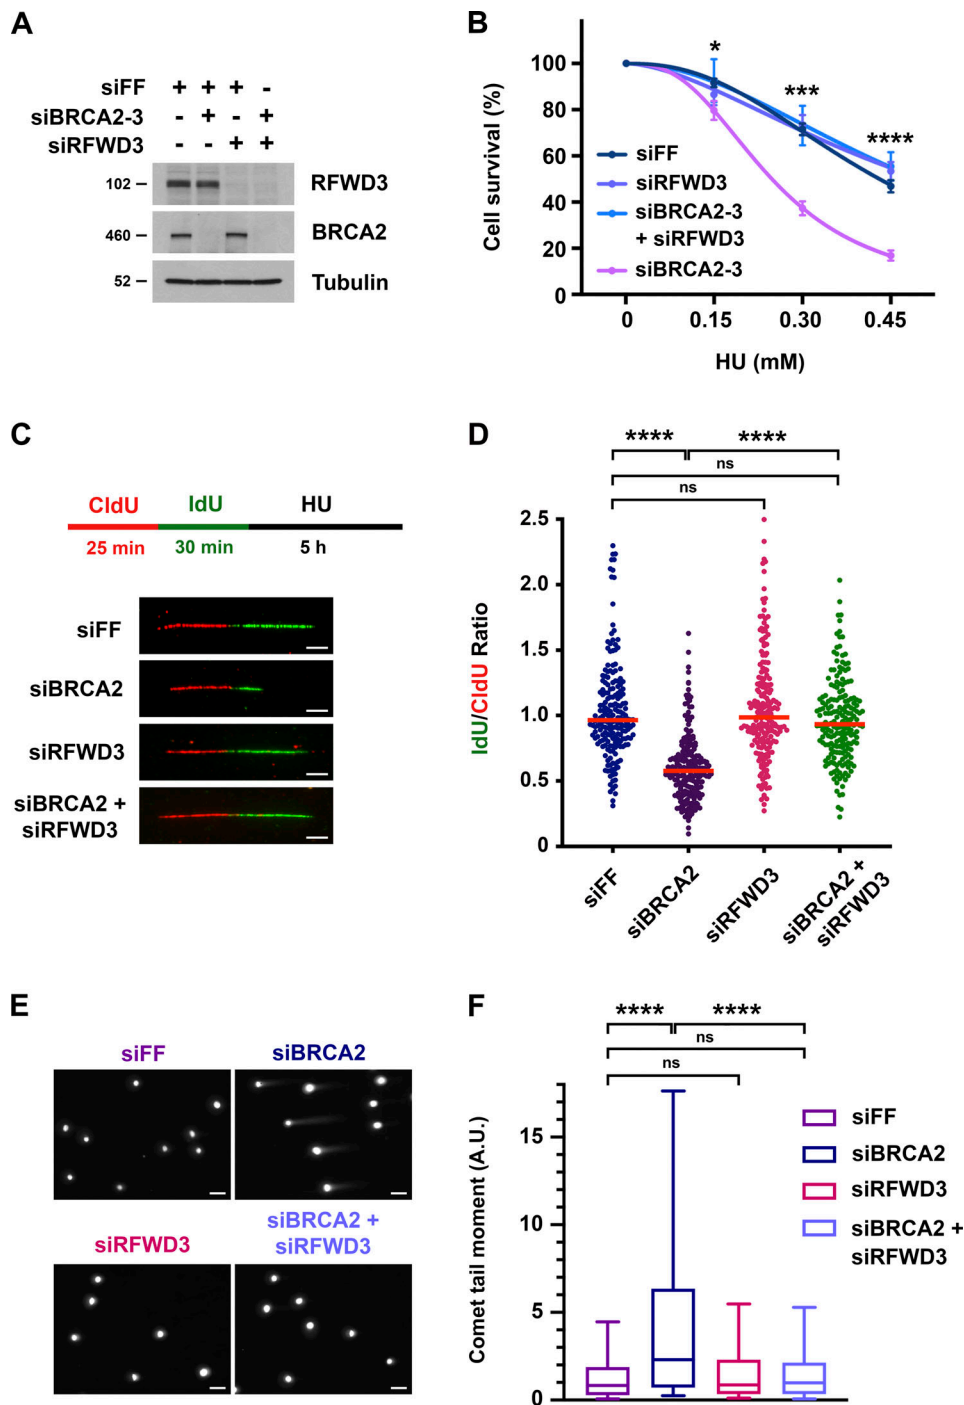 A
siFF + + + -
siBRCA2-3 - + - +
siRFWD3 - - + +
102 RFWD3
460 BRCA2
52 Tubulin
B
Cell survival (%)
100
80
60
40
20
0
* *** ****
siFF
siRFWD3
siBRCA2-3
+ siRFWD3
siBRCA2-3
0 0.15 0.30 0.45
HU (mM)
C
CldU IdU HU
25 min 30 min 5 h
siFF
siBRCA2
siRFWD3
siBRCA2 +
siRFWD3
D
**** ****
ns
ns
IdU/CldU Ratio
2.5
2.0
1.5
1.0
0.5
0
siFF
siBRCA2
siRFWD3
siBRCA2 +
siRFWD3
E
siFF siBRCA2
siRFWD3
siBRCA2 +
siRFWD3
F
**** ****
ns
ns
Comet tail moment (A.U.)
15
10
5
0
siFF
siBRCA2
siRFWD3
siBRCA2 +
siRFWD3